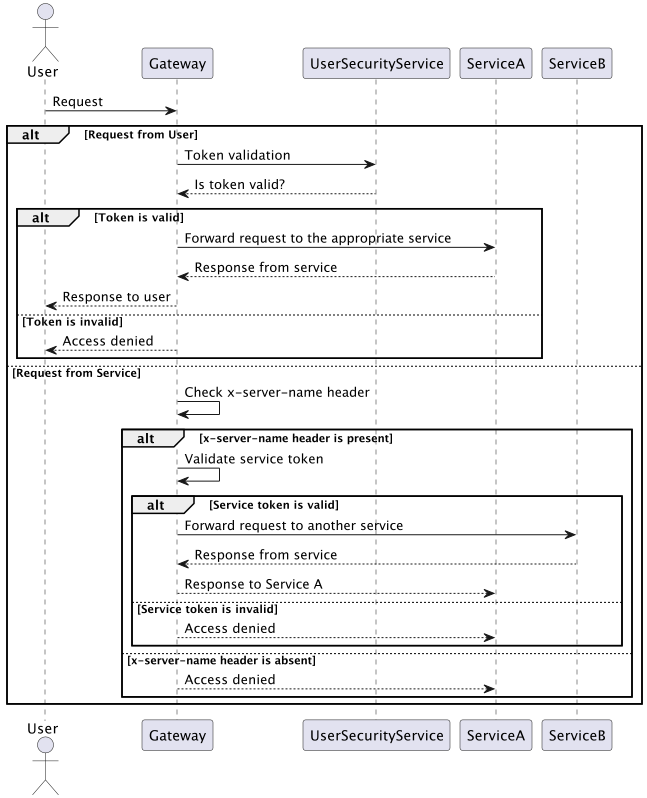 User
Gateway
UserSecurityService
ServiceA
ServiceB
Request
alt
[Request from User]
Token validation
Is token valid?
alt
[Token is valid]
Forward request to the appropriate service
Response from service
Response to user
[Token is invalid]
Access denied
[Request from Service]
Check x-server-name header
alt
[x-server-name header is present]
Validate service token
alt
[Service token is valid]
Forward request to another service
Response from service
Response to Service A
[Service token is invalid]
Access denied
[x-server-name header is absent]
Access denied
User
Gateway
UserSecurityService
ServiceA
ServiceB